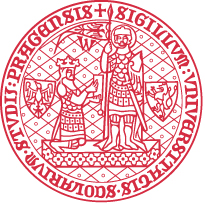 + SIGILLVM : VNIVERSITATIS · SCOLARIVM · STVDII · PRAGENSIS